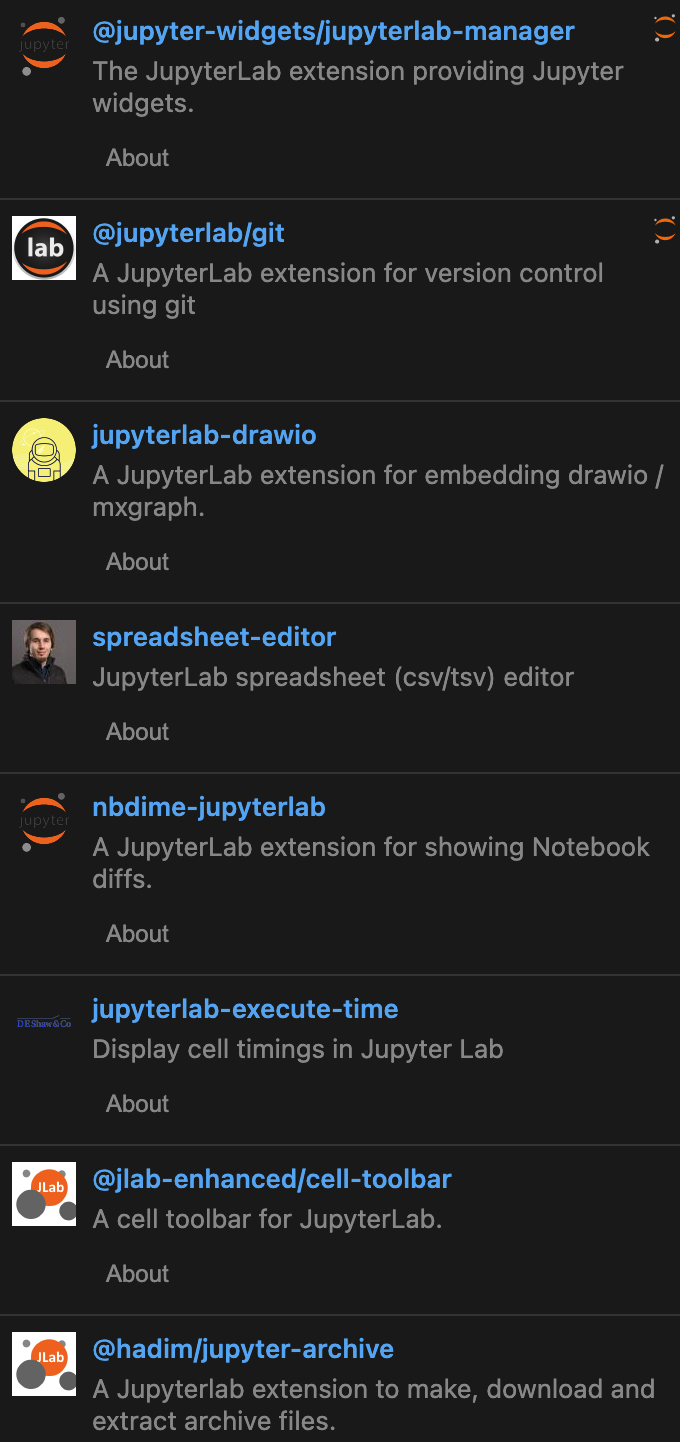 jupyter
@jupyter-widgets/jupyterlab-manager
The JupyterLab extension providing Jupyter
widgets.
About
lab
@jupyterlab/git
A JupyterLab extension for version control
using git
About
jupyterlab-drawio
A JupyterLab extension for embedding drawio /
mxgraph.
About
spreadsheet-editor
JupyterLab spreadsheet (csv/tsv) editor
About
jupyter
nbdime-jupyterlab
A JupyterLab extension for showing Notebook
diffs.
About
DEShaw&Co
jupyterlab-execute-time
Display cell timings in Jupyter Lab
About
JLab
@jlab-enhanced/cell-toolbar
A cell toolbar for JupyterLab.
About
JLab
@hadim/jupyter-archive
A Jupyterlab extension to make, download and
extract archive files.